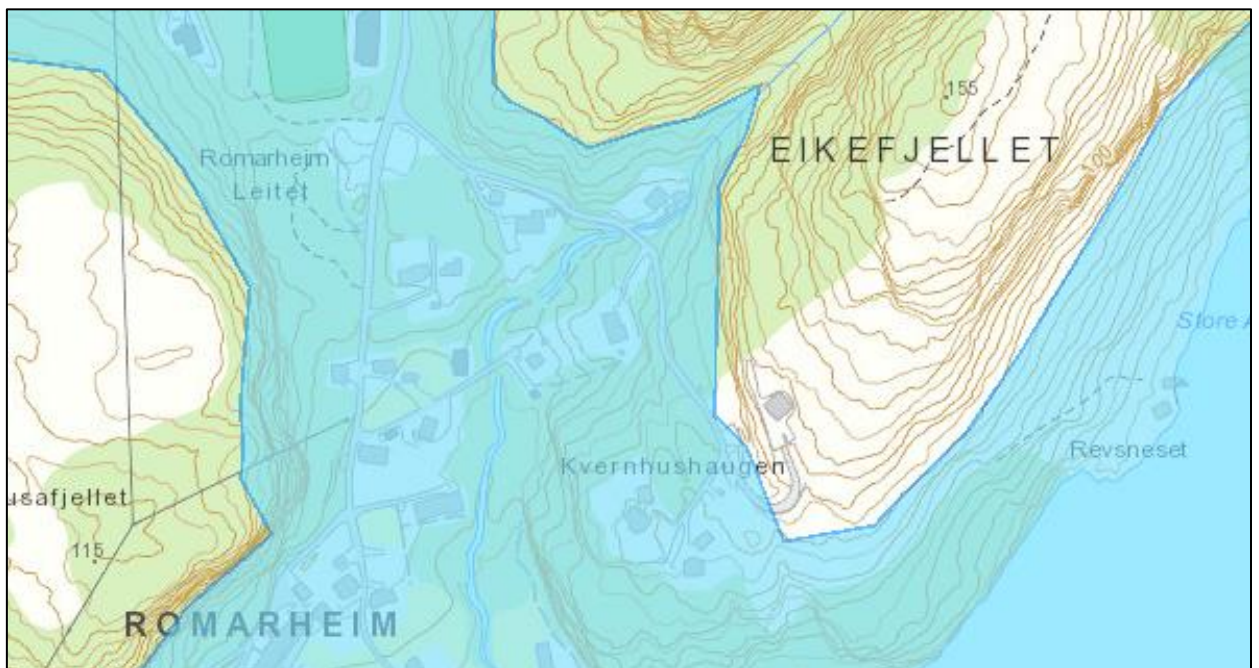 155
EIKEFJELLET
100
Romarheim
Leitet
Store A
Revsneset
Kvernhushaugen
usafjellet
115
ROMARHEIM